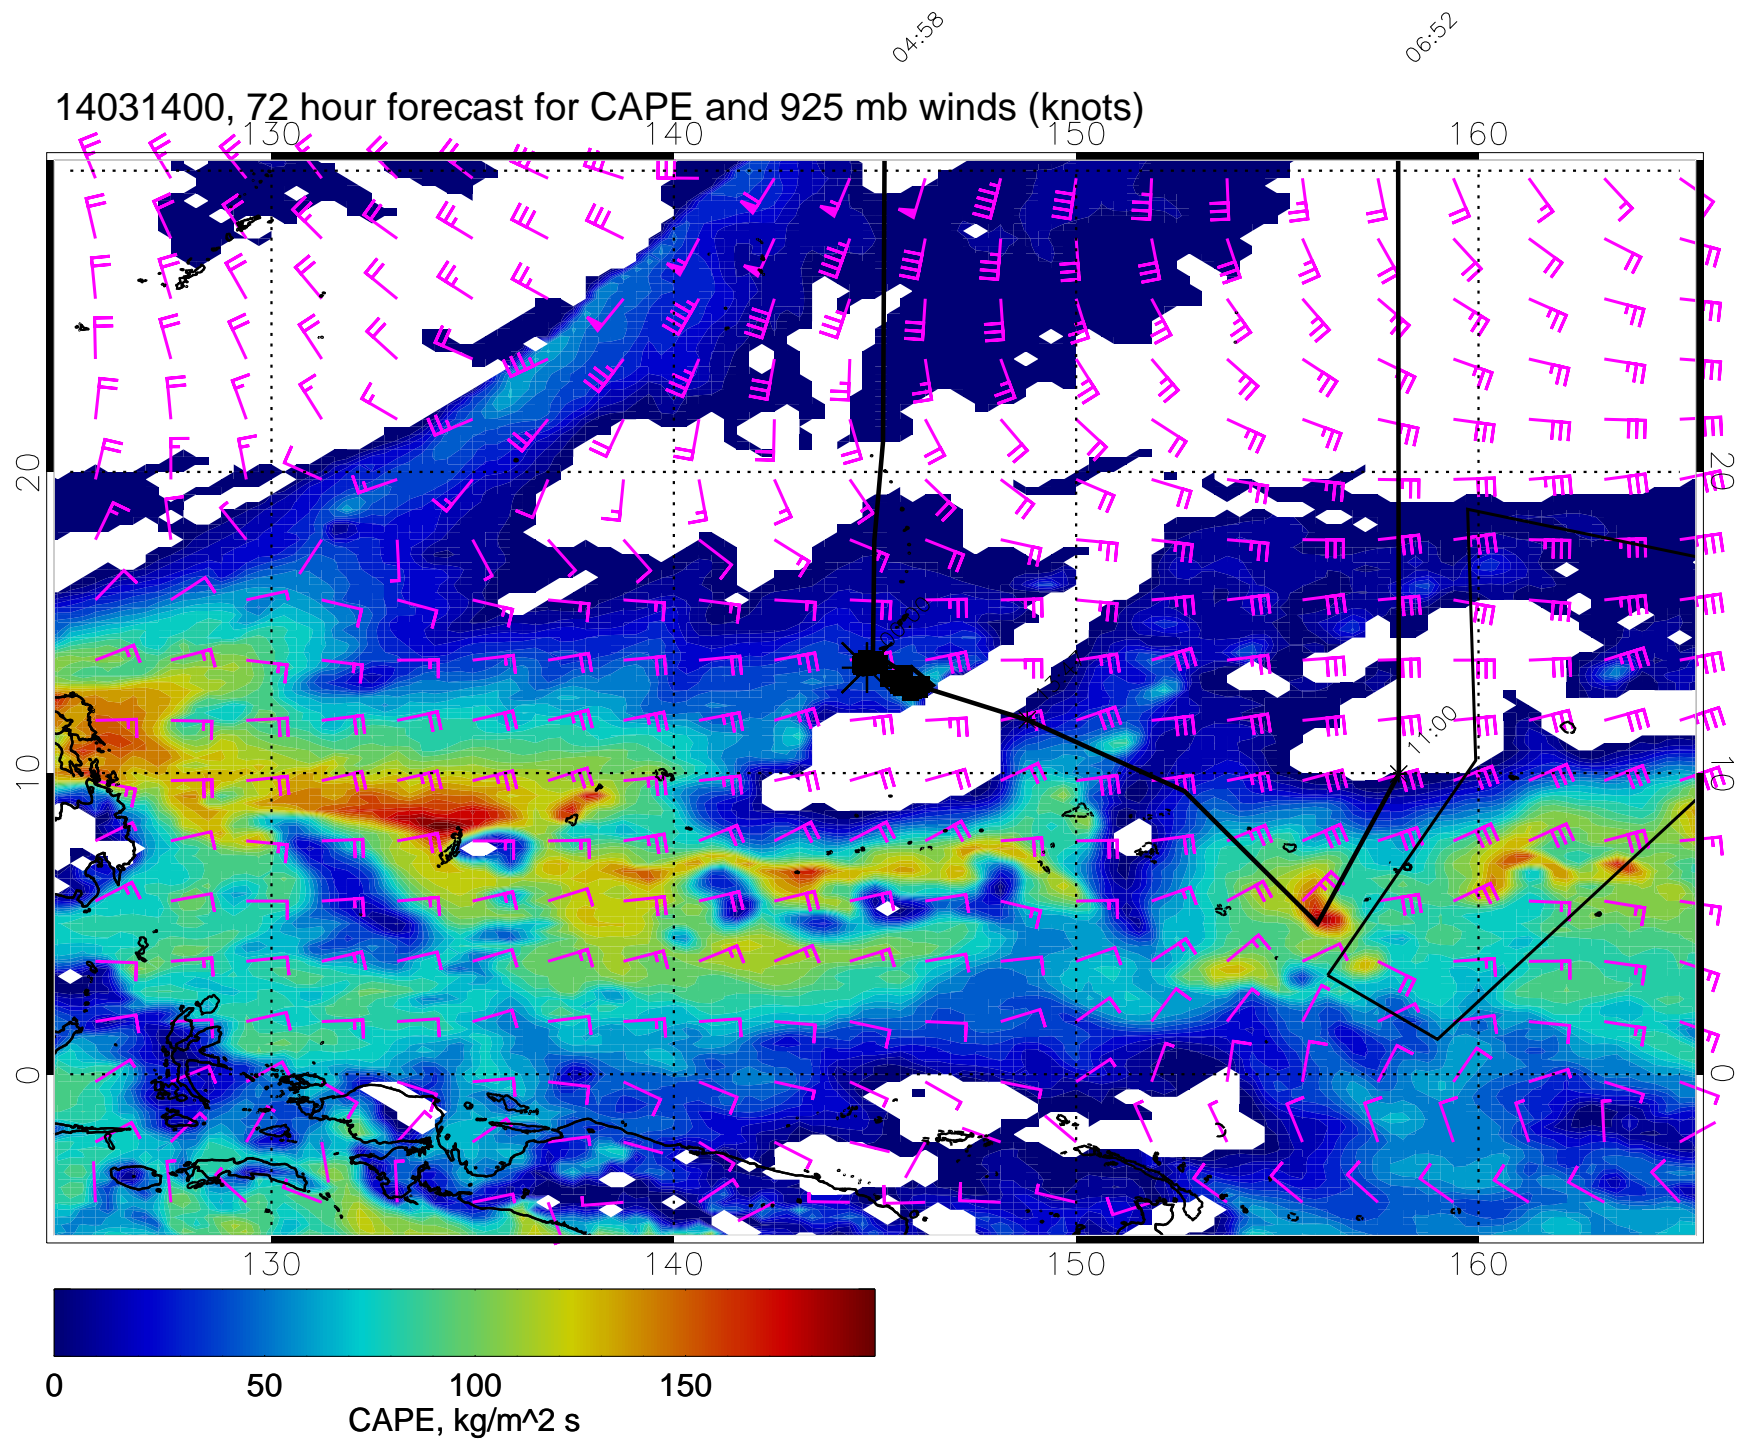 04:58 06:52
14031400, 72 hour forecast for CAPE and 925 mb winds (knots)
130 140 150 160
20 20
10 10
0 0
11:00
130 140 150 160
0 50 100 150
CAPE, kg/m^2 s